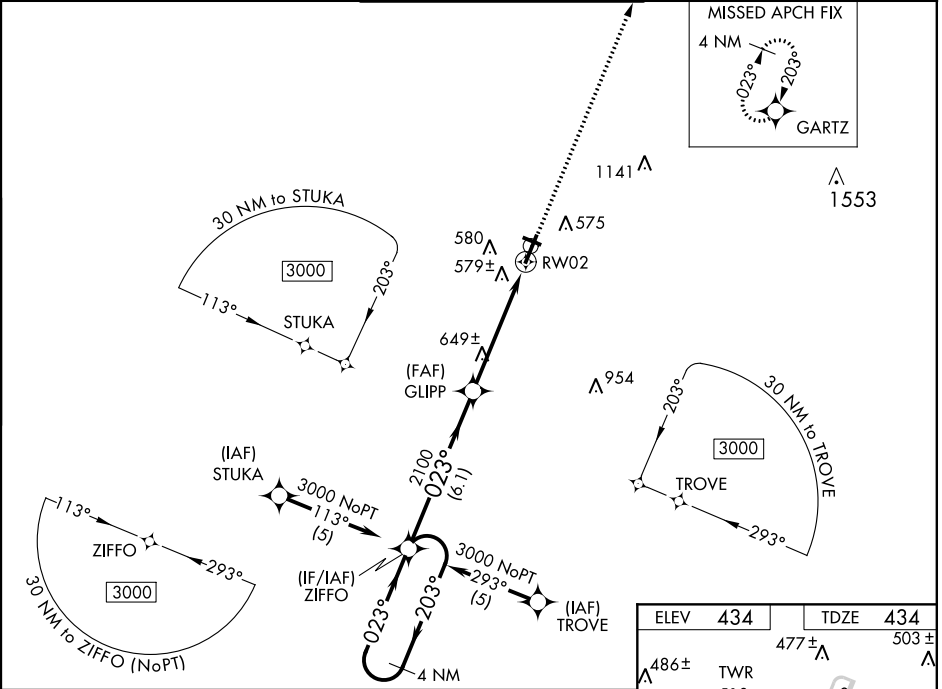 MISSED APCH FIX
4 NM
023°
203°
GARTZ
1141
1553
30 NM to STUKA
3000
203°
113°
STUKA
575
580
579±
RW02
649±
(FAF)
GLIPP
954
30 NM to TROVE
203°
3000
TROVE
293°
2100
023°
(6.1)
(IAF)
STUKA
3000 NoPT
113°
(5)
113°
ZIFFO
293°
3000
30 NM to ZIFFO (NoPT)
(IF/IAF)
ZIFFO
3000 NoPT
293°
(5)
(IAF)
TROVE
023°
203°
4 NM
ELEV 434
TDZE 434
477±
503±
486±
TWR